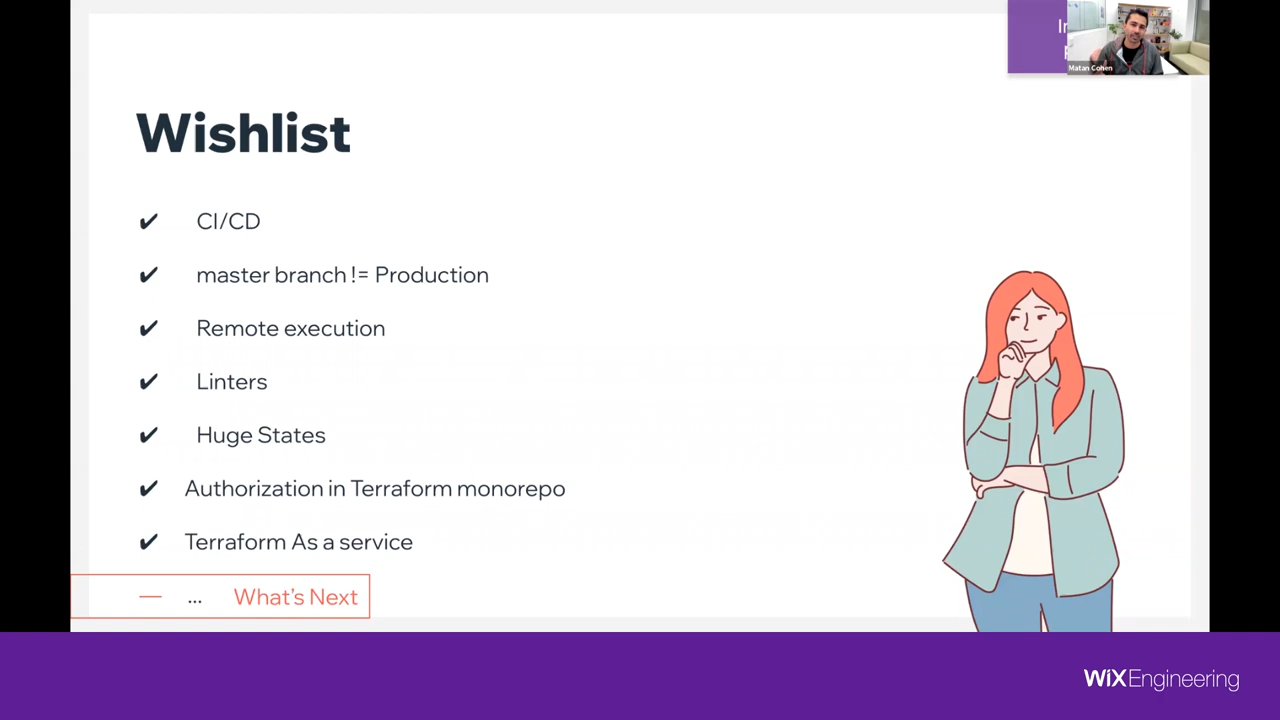 Matan Cohen
Wishlist
✔ CI/CD
✔ master branch != Production
✔ Remote execution
✔ Linters
✔ Huge States
✔ Authorization in Terraform monorepo
✔ Terraform As a service
— ... What's Next
WiX Engineering